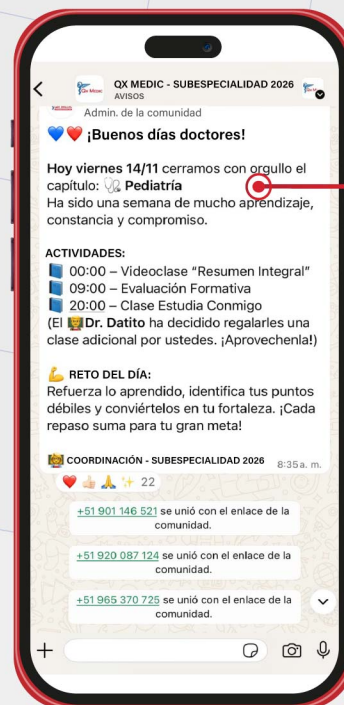 QX MEDIC - SUBESPECIALIDAD 2026
AVISOS
Admin. de la comunidad
💙❤️ ¡Buenos días doctores!
Hoy viernes 14/11 cerramos con orgullo el
capítulo: 🩺 Pediatría
Ha sido una semana de mucho aprendizaje,
constancia y compromiso.
ACTIVIDADES:
📘 00:00 – Videoclase “Resumen Integral”
📘 09:00 – Evaluación Formativa
📘 20:00 – Clase Estudia Conmigo
(El Dr. Datito ha decidido regalarles una
clase adicional por ustedes. ¡Aprovechenla!)
💪 RETO DEL DÍA:
Refuerza lo aprendido, identifica tus puntos
débiles y conviértelos en tu fortaleza. ¡Cada
repaso suma para tu gran meta!
COORDINACIÓN - SUBESPECIALIDAD 2026 8:35 a. m.
❤️👍🏻🙏✨ 22
+51 901 146 521 se unió con el enlace de la
comunidad.
+51 920 087 124 se unió con el enlace de la
comunidad.
+51 965 370 725 se unió con el enlace de la
comunidad.